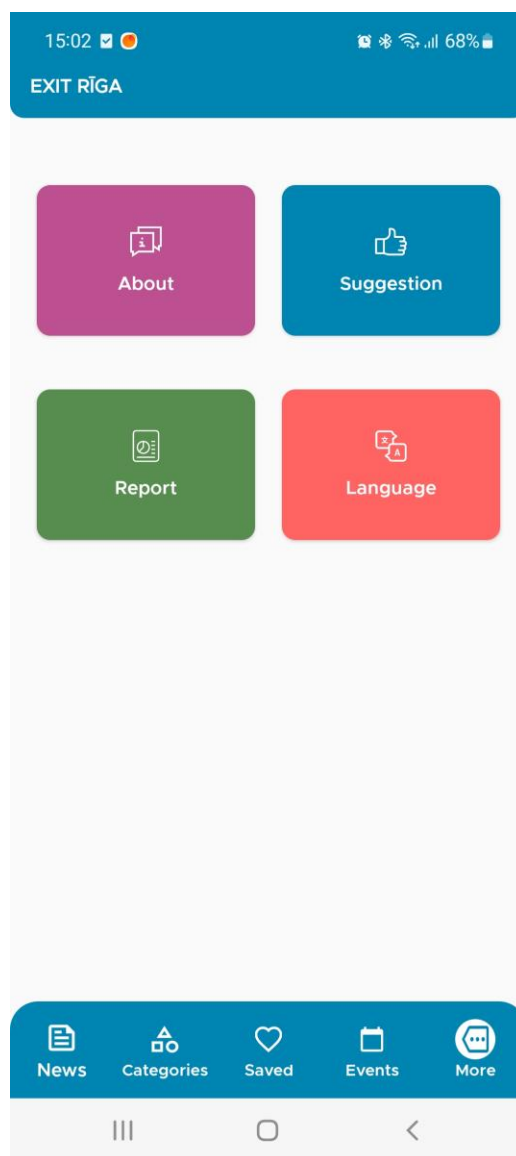 15:02 68%
EXIT RĪGA
About Suggestion
Report Language
News Categories Saved Events More